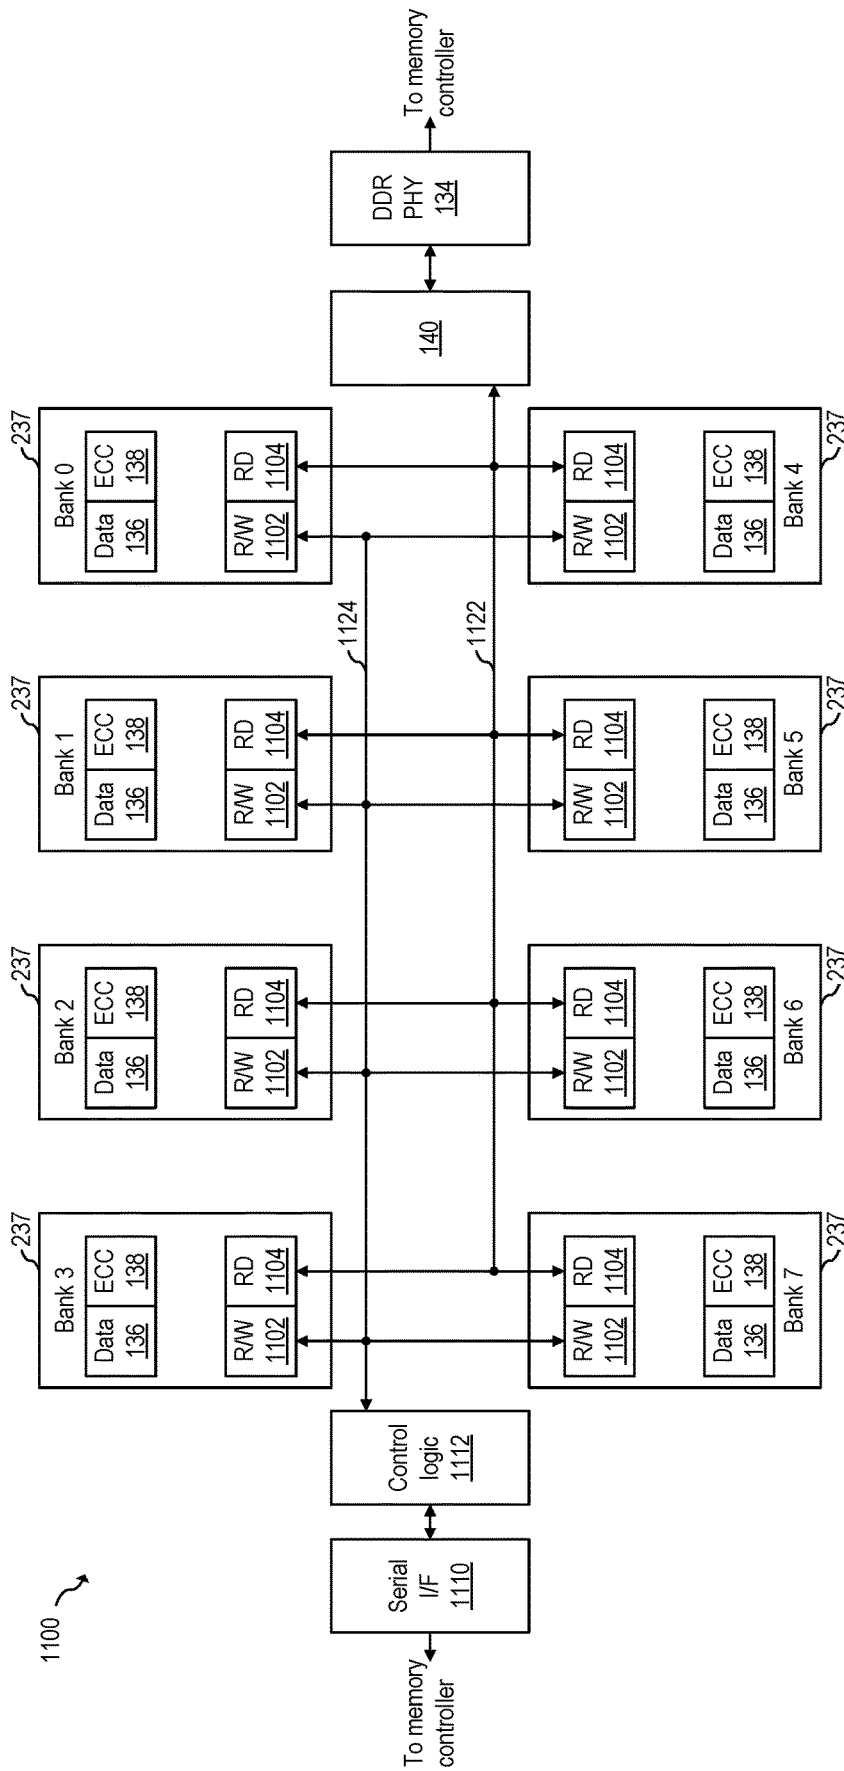 1100
237
Bank 3
Data
136
ECC
138
R/W
1102
RD
1104
237
Bank 2
Data
136
ECC
138
R/W
1102
RD
1104
237
Bank 1
Data
136
ECC
138
R/W
1102
RD
1104
237
Bank 0
Data
136
ECC
138
R/W
1102
RD
1104
To memory
controller
Serial
I/F
1110
Control
logic
1112
1124
1122
140
DDR
PHY
134
To memory
controller
R/W
1102
RD
1104
Data
136
ECC
138
Bank 7
237
R/W
1102
RD
1104
Data
136
ECC
138
Bank 6
237
R/W
1102
RD
1104
Data
136
ECC
138
Bank 5
237
R/W
1102
RD
1104
Data
136
ECC
138
Bank 4
237